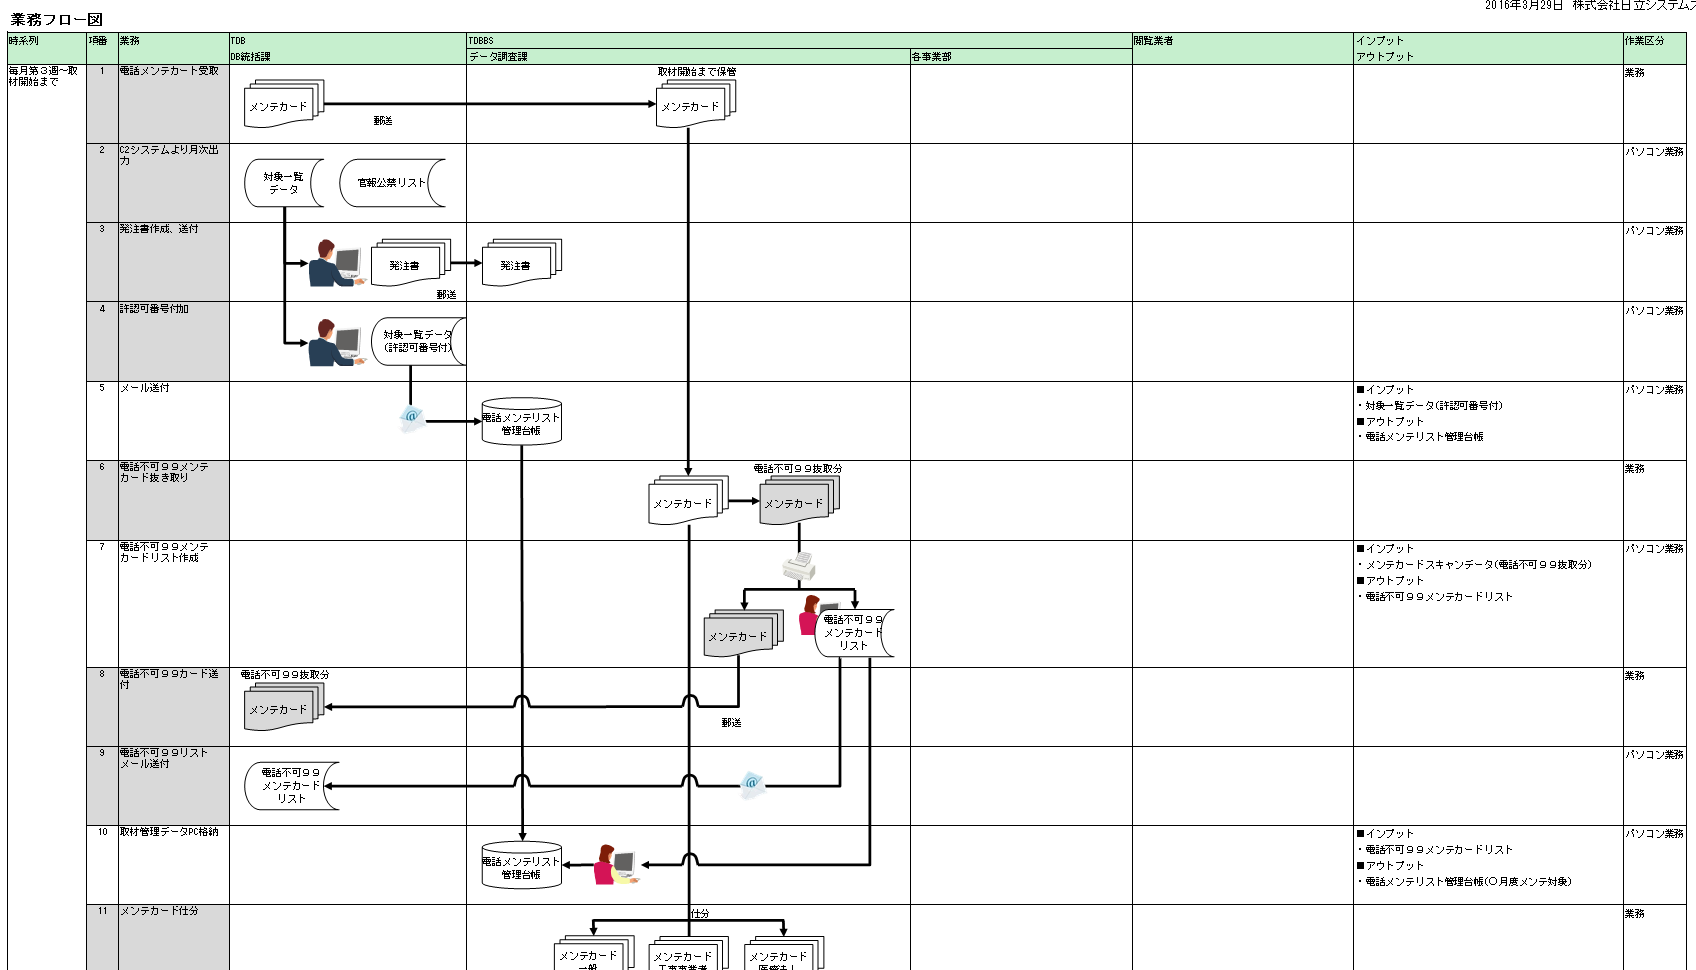 2016年3月29日　株式会社日立システムズ
業務フロー図
時系列
項番
業務
TDB
DB統括課
TDBBS
データ調査課
各事業部
閲覧業者
インプット
アウトプット
作業区分
毎月第３週～取
材開始まで
1
電話メンテカード受取
メンテカード
郵送
取材開始まで保管
メンテカード
業務
2
C2システムより月次出
力
対象一覧
データ
官報公禁リスト
パソコン業務
3
発注書作成、送付
発注書
郵送
発注書
パソコン業務
4
許認可番号付加
対象一覧データ
(許認可番号付)
パソコン業務
5
メール送付
電話メンテリスト
管理台帳
■インプット
・対象一覧データ(許認可番号付)
■アウトプット
・電話メンテリスト管理台帳
パソコン業務
6
電話不可９９メンテ
カード抜き取り
メンテカード
電話不可９９抜取分
メンテカード
業務
7
電話不可９９メンテ
カードリスト作成
メンテカード
電話不可９９
メンテカード
リスト
■インプット
・メンテカードスキャンデータ(電話不可９９抜取分)
■アウトプット
・電話不可９９メンテカードリスト
パソコン業務
8
電話不可９９カード送
付
電話不可９９抜取分
メンテカード
郵送
業務
9
電話不可９９リスト
メール送付
電話不可９９
メンテカード
リスト
パソコン業務
10
取材管理データPC格納
電話メンテリスト
管理台帳
■インプット
・電話不可９９メンテカードリスト
■アウトプット
・電話メンテリスト管理台帳(〇月度メンテ対象)
パソコン業務
11
メンテカード仕分
仕分
メンテカード
一般
メンテカード
工事事業者
メンテカード
業務